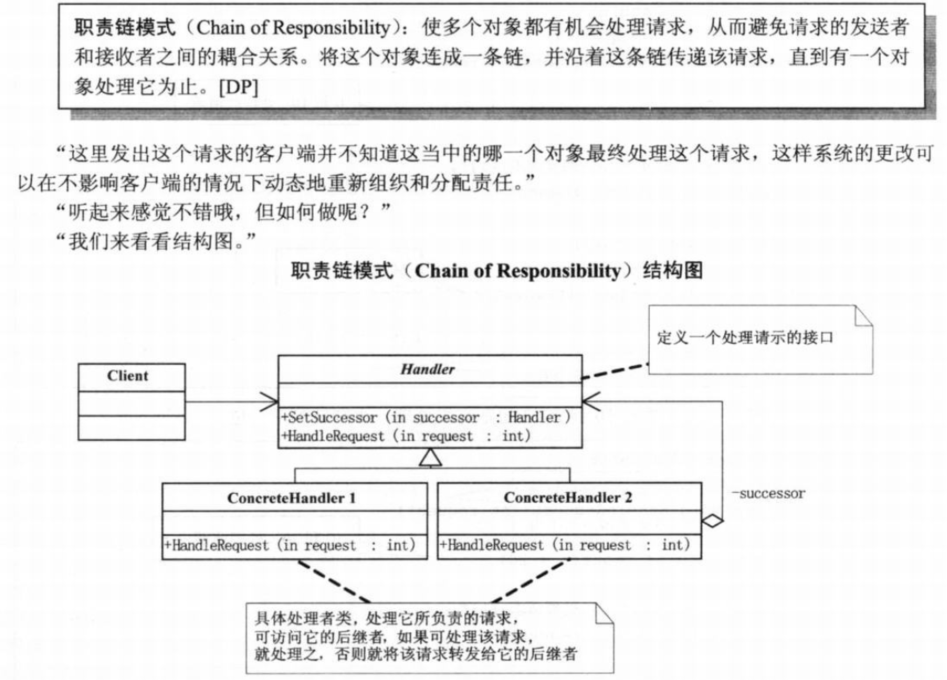 职责链模式（Chain of Responsibility）：使多个对象都有机会处理请求，从而避免请求的发送者
和接收者之间的耦合关系。将这个对象连成一条链，并沿着这条链传递该请求，直到有一个对
象处理它为止。[DP]
“这里发出这个请求的客户端并不知道这当中的哪一个对象最终处理这个请求，这样系统的更改可
以在不影响客户端的情况下动态地重新组织和分配责任。”
“听起来感觉不错哦，但如何做呢？”
“我们来看看结构图。”
职责链模式（Chain of Responsibility）结构图
定义一个处理请示的接口
Client
Handler
+SetSuccessor (in successor : Handler)
+HandleRequest (in request : int)
ConcreteHandler 1
+HandleRequest (in request : int)
ConcreteHandler 2
+HandleRequest (in request : int)
-successor
具体处理者类，处理它所负责的请求，
可访问它的后继者，如果可处理该请求，
就处理之，否则就将该请求转发给它的后继者